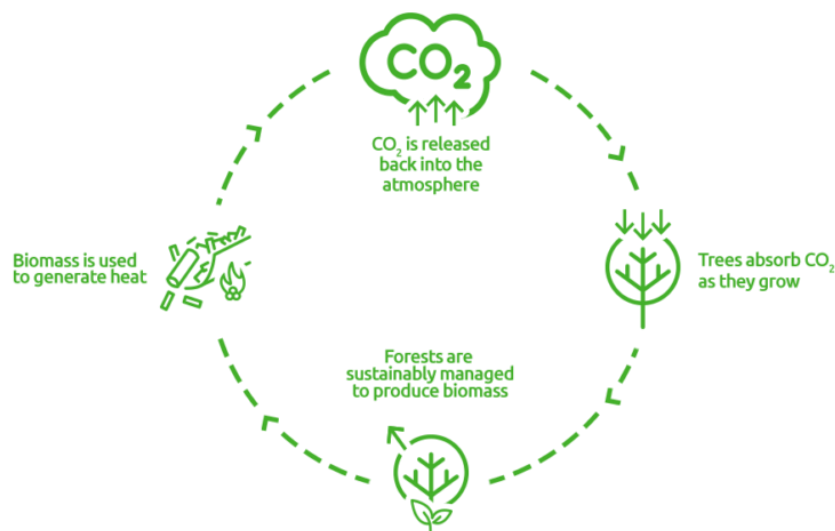 CO₂
CO₂ is released
back into the
atmosphere
Trees absorb CO₂
as they grow
Forests are
sustainably managed
to produce biomass
Biomass is used
to generate heat